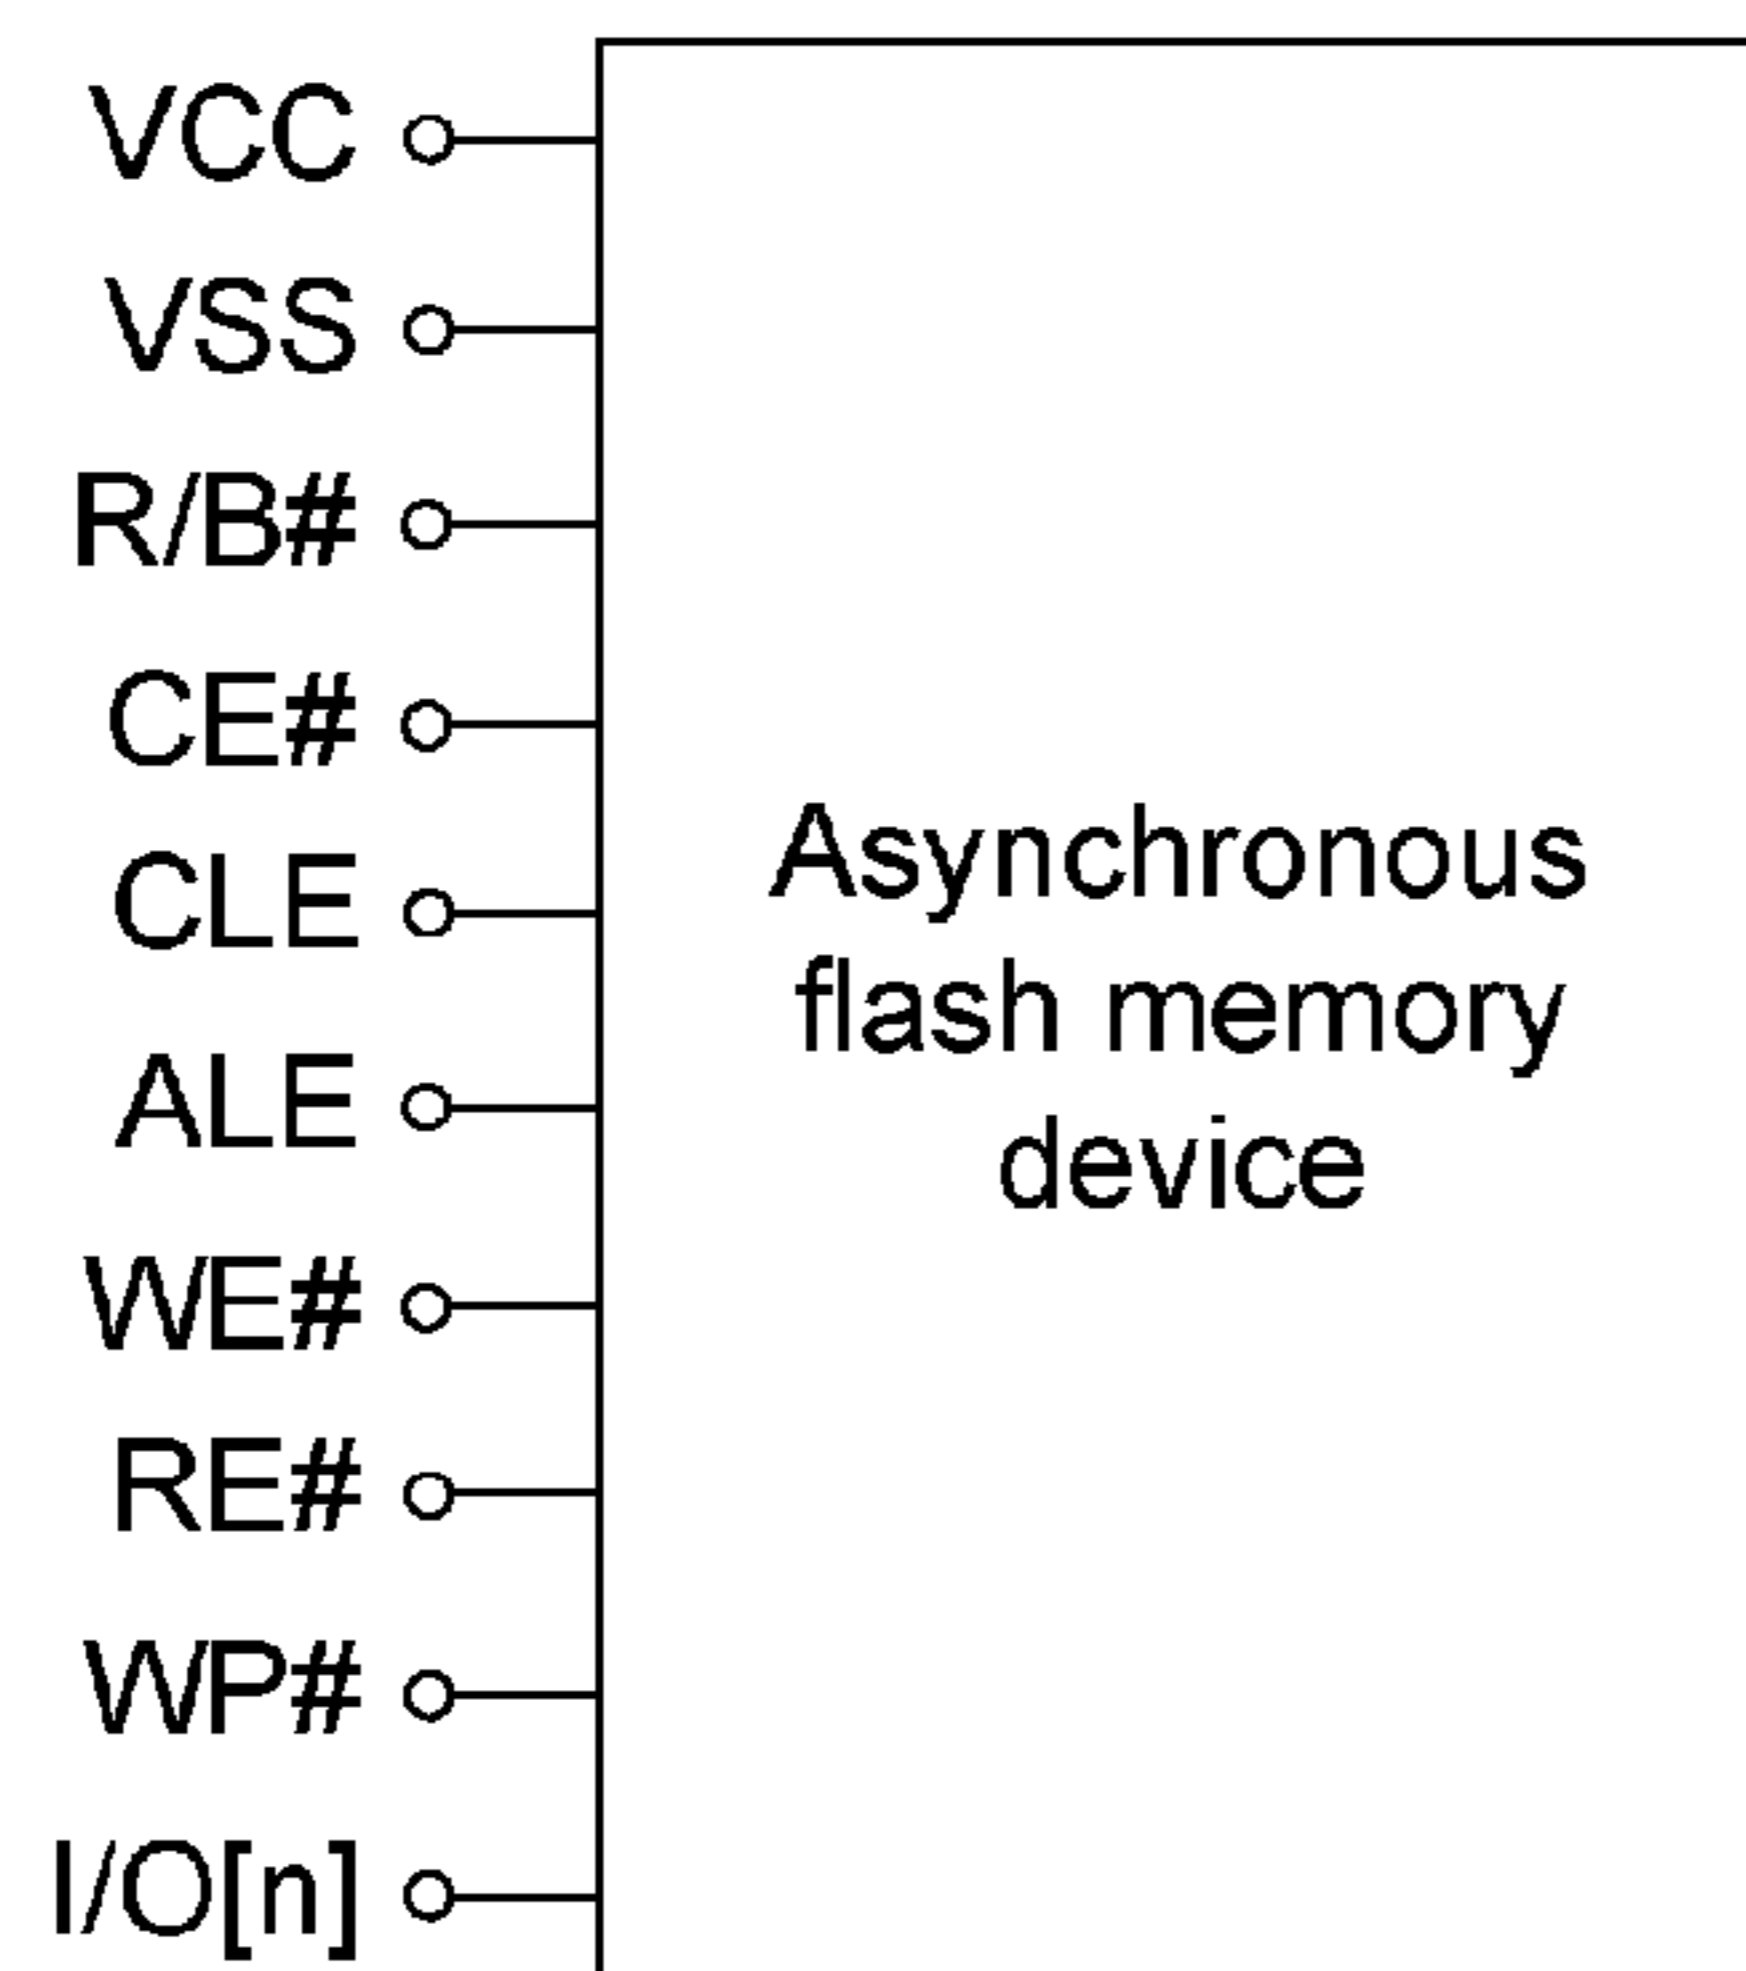 VCC
VSS
R/B#
CE#
CLE
ALE
WE#
RE#
WP#
I/O[n]
Asynchronous
flash memory
device